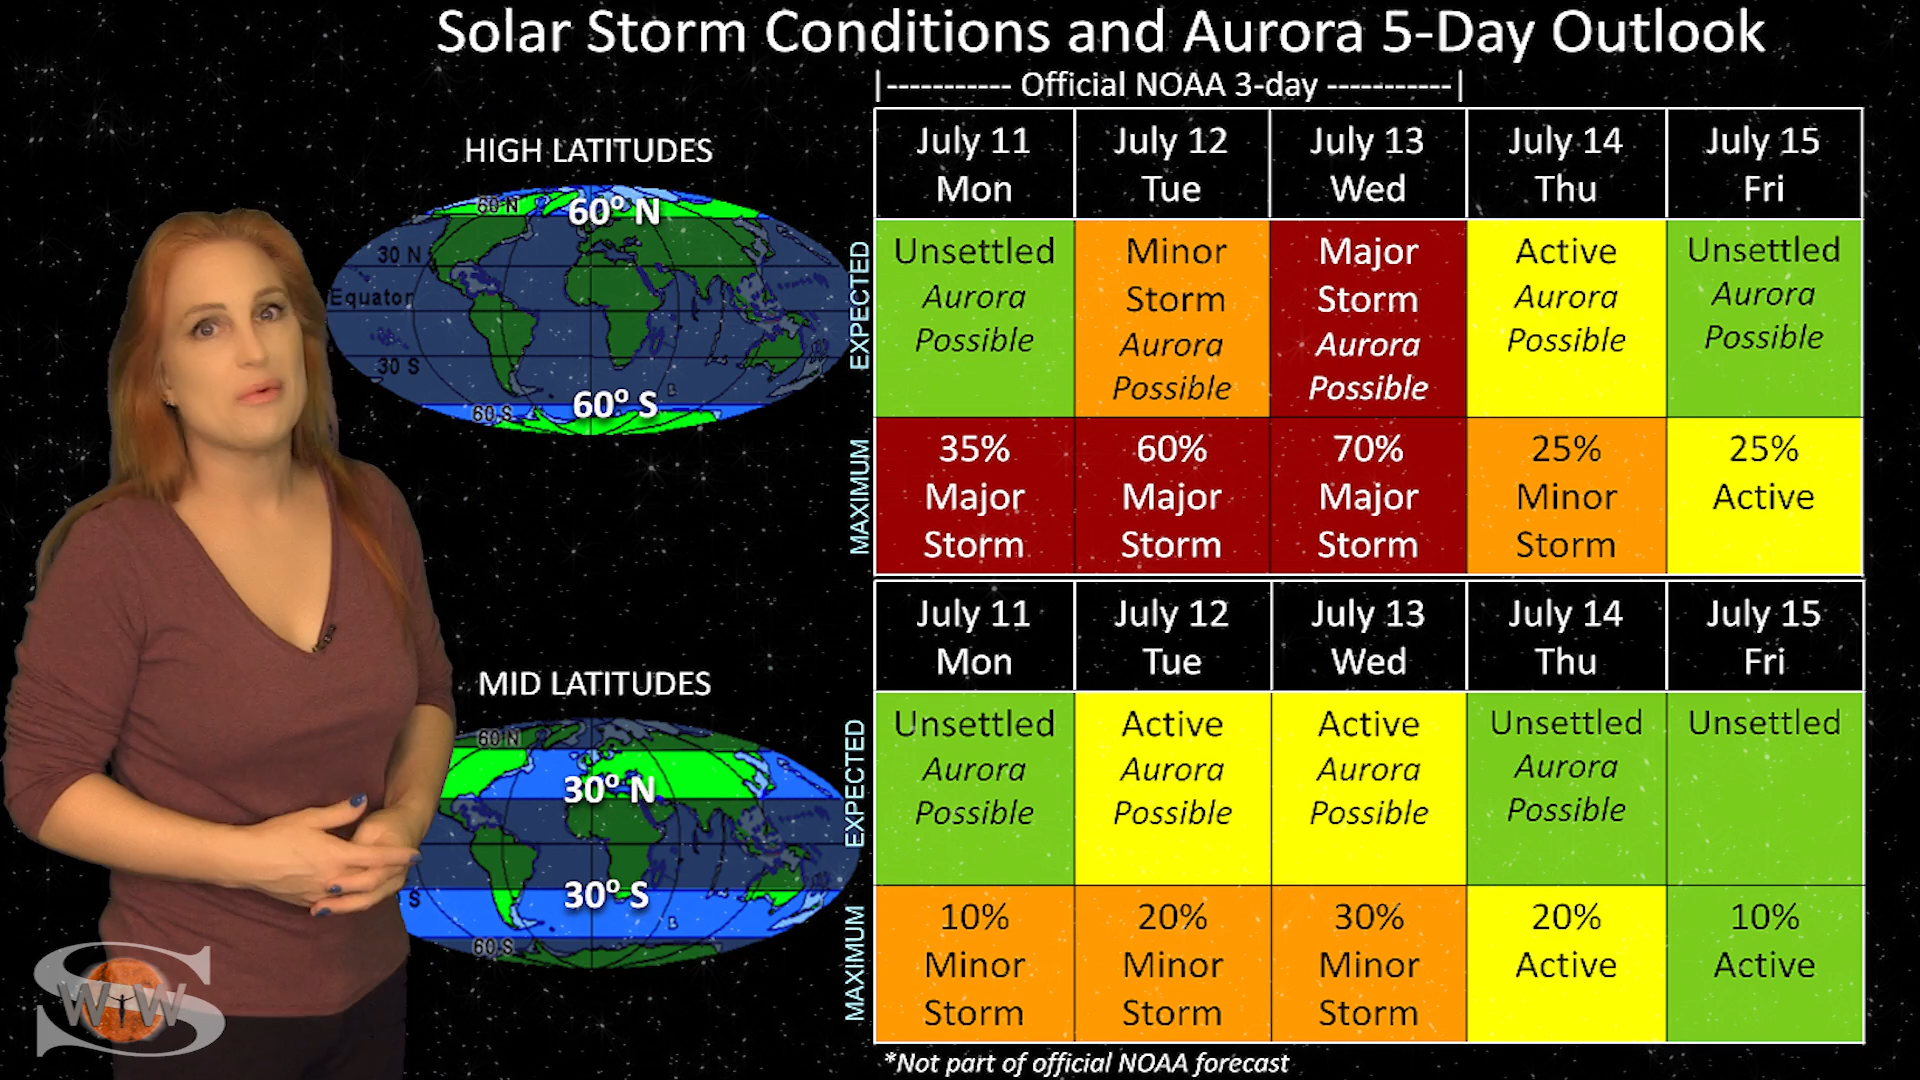 Solar Storm Conditions and Aurora 5-Day Outlook
|----------- Official NOAA 3-day -----------|
HIGH LATITUDES
60 N
60º N
30 N
Equator
30 S
60 S
60º S
EXPECTED
MAXIMUM
July 11 Mon
July 12 Tue
July 13 Wed
July 14 Thu
July 15 Fri
Unsettled
Aurora
Possible
Minor
Storm
Aurora
Possible
Major
Storm
Aurora
Possible
Active
Aurora
Possible
Unsettled
Aurora
Possible
35%
Major
Storm
60%
Major
Storm
70%
Major
Storm
25%
Minor
Storm
25%
Active
MID LATITUDES
60 N
30º N
30º S
S
60 S
EXPECTED
MAXIMUM
July 11 Mon
July 12 Tue
July 13 Wed
July 14 Thu
July 15 Fri
Unsettled
Aurora
Possible
Active
Aurora
Possible
Active
Aurora
Possible
Unsettled
Aurora
Possible
Unsettled
10%
Minor
Storm
20%
Minor
Storm
30%
Minor
Storm
20%
Active
10%
Active
*Not part of official NOAA forecast
S
WW